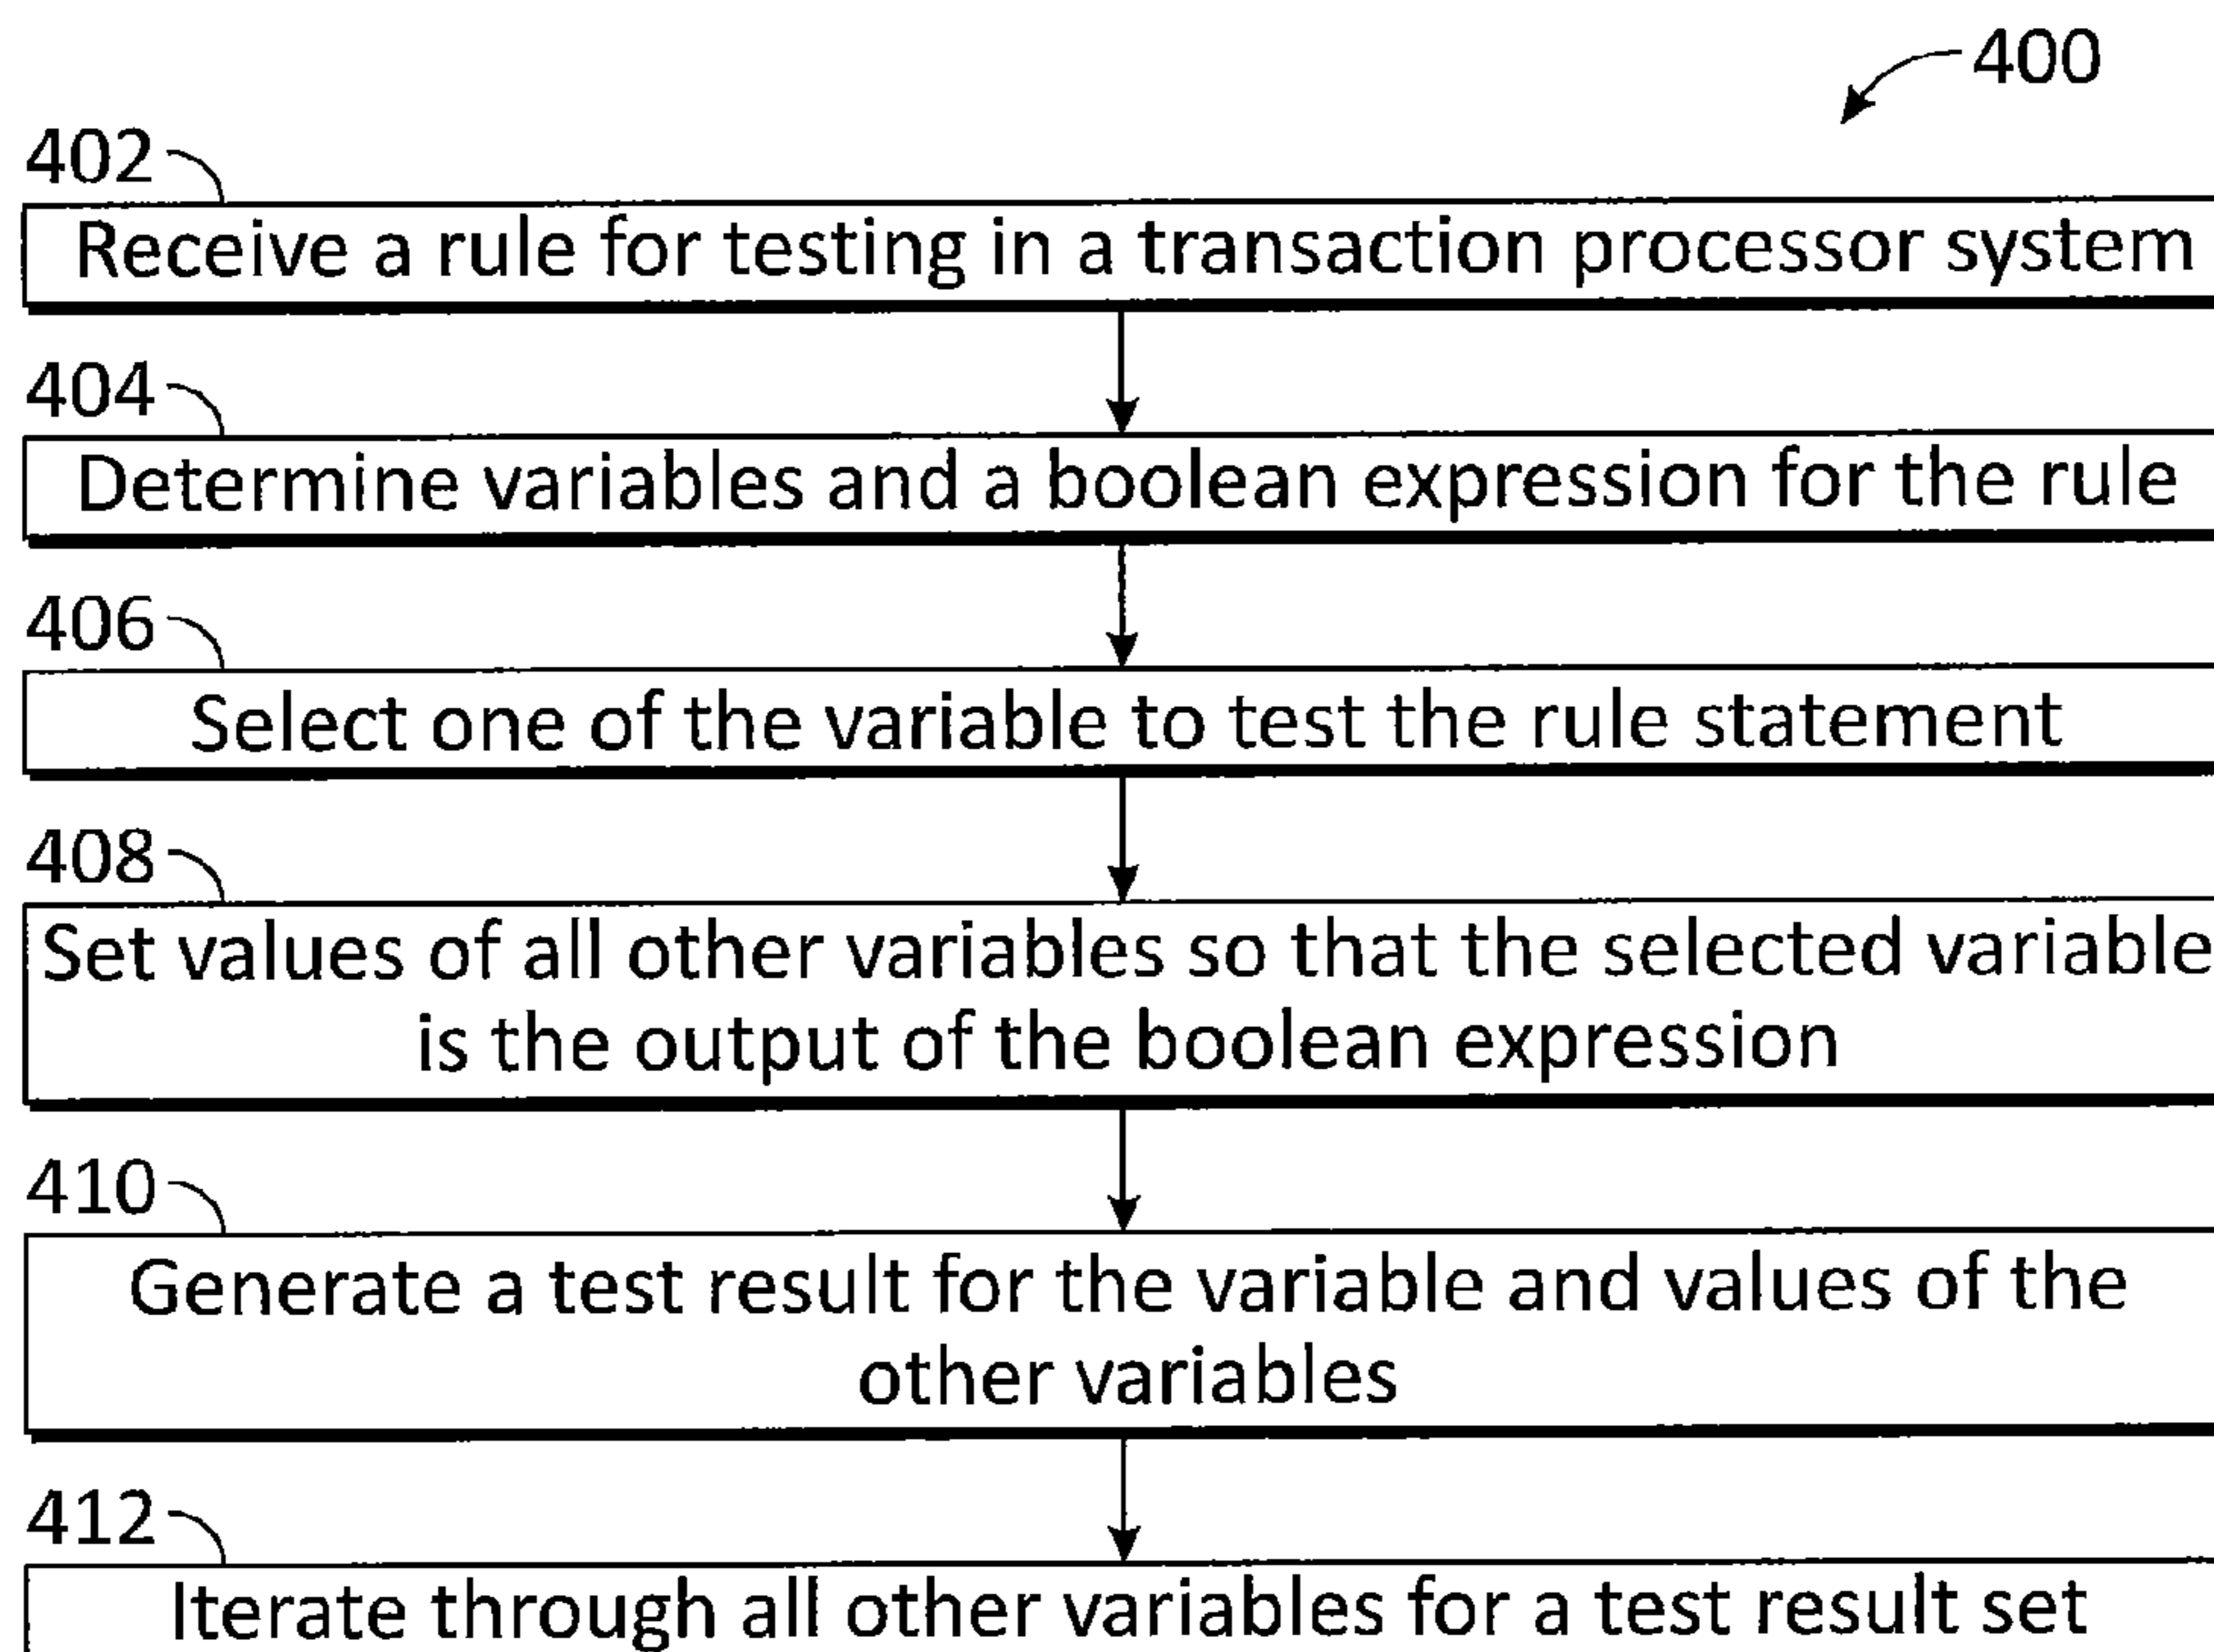 400
402
Receive a rule for testing in a transaction processor system
404
Determine variables and a boolean expression for the rule
406
Select one of the variable to test the rule statement
408
Set values of all other variables so that the selected variable
is the output of the boolean expression
410
Generate a test result for the variable and values of the
other variables
412
Iterate through all other variables for a test result set